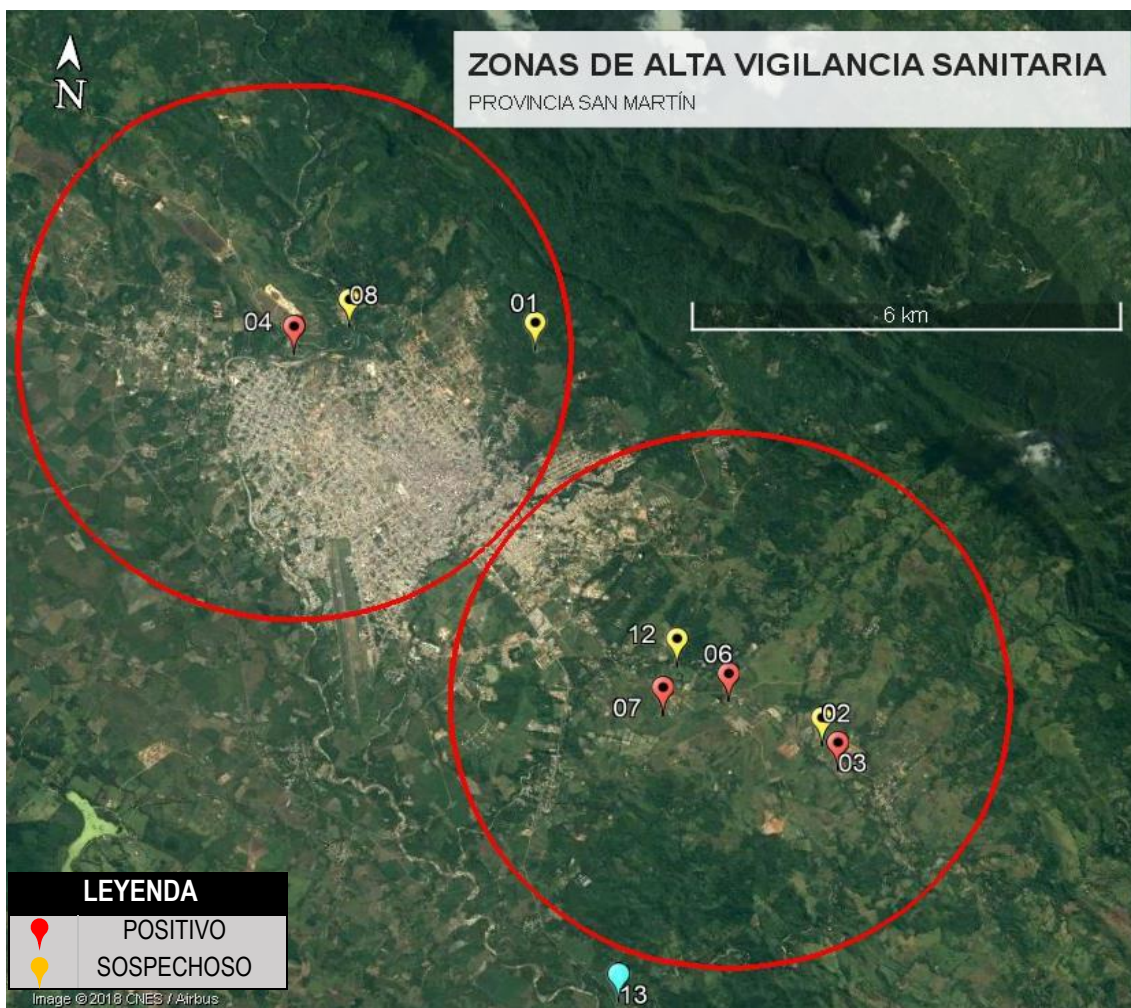 N
ZONAS DE ALTA VIGILANCIA SANITARIA
PROVINCIA SAN MARTÍN
08
04
01
6 km
12
06
07
02
03
LEYENDA
POSITIVO
SOSPECHOSO
13
Image © 2018 CNES / Airbus